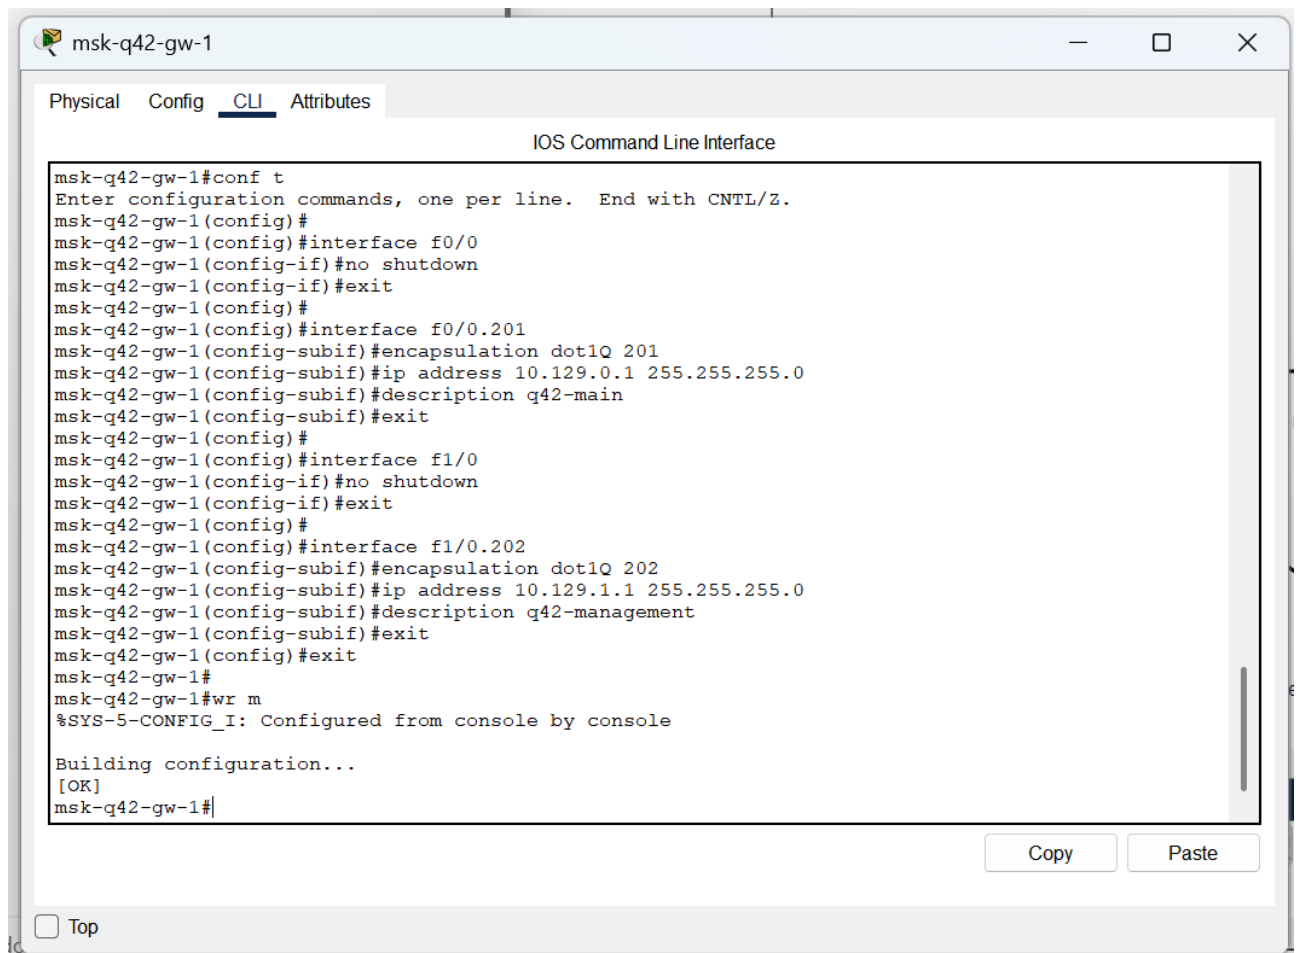 msk-q42-gw-1
Physical Config CLI Attributes
IOS Command Line Interface
msk-q42-gw-1#conf t
Enter configuration commands, one per line.  End with CNTL/Z.
msk-q42-gw-1(config)#
msk-q42-gw-1(config)#interface f0/0
msk-q42-gw-1(config-if)#no shutdown
msk-q42-gw-1(config-if)#exit
msk-q42-gw-1(config)#
msk-q42-gw-1(config)#interface f0/0.201
msk-q42-gw-1(config-subif)#encapsulation dot1Q 201
msk-q42-gw-1(config-subif)#ip address 10.129.0.1 255.255.255.0
msk-q42-gw-1(config-subif)#description q42-main
msk-q42-gw-1(config-subif)#exit
msk-q42-gw-1(config)#
msk-q42-gw-1(config)#interface f1/0
msk-q42-gw-1(config-if)#no shutdown
msk-q42-gw-1(config-if)#exit
msk-q42-gw-1(config)#
msk-q42-gw-1(config)#interface f1/0.202
msk-q42-gw-1(config-subif)#encapsulation dot1Q 202
msk-q42-gw-1(config-subif)#ip address 10.129.1.1 255.255.255.0
msk-q42-gw-1(config-subif)#description q42-management
msk-q42-gw-1(config-subif)#exit
msk-q42-gw-1(config)#exit
msk-q42-gw-1#
msk-q42-gw-1#wr m
%SYS-5-CONFIG_I: Configured from console by console
Building configuration...
[OK]
msk-q42-gw-1#
Copy Paste
Top